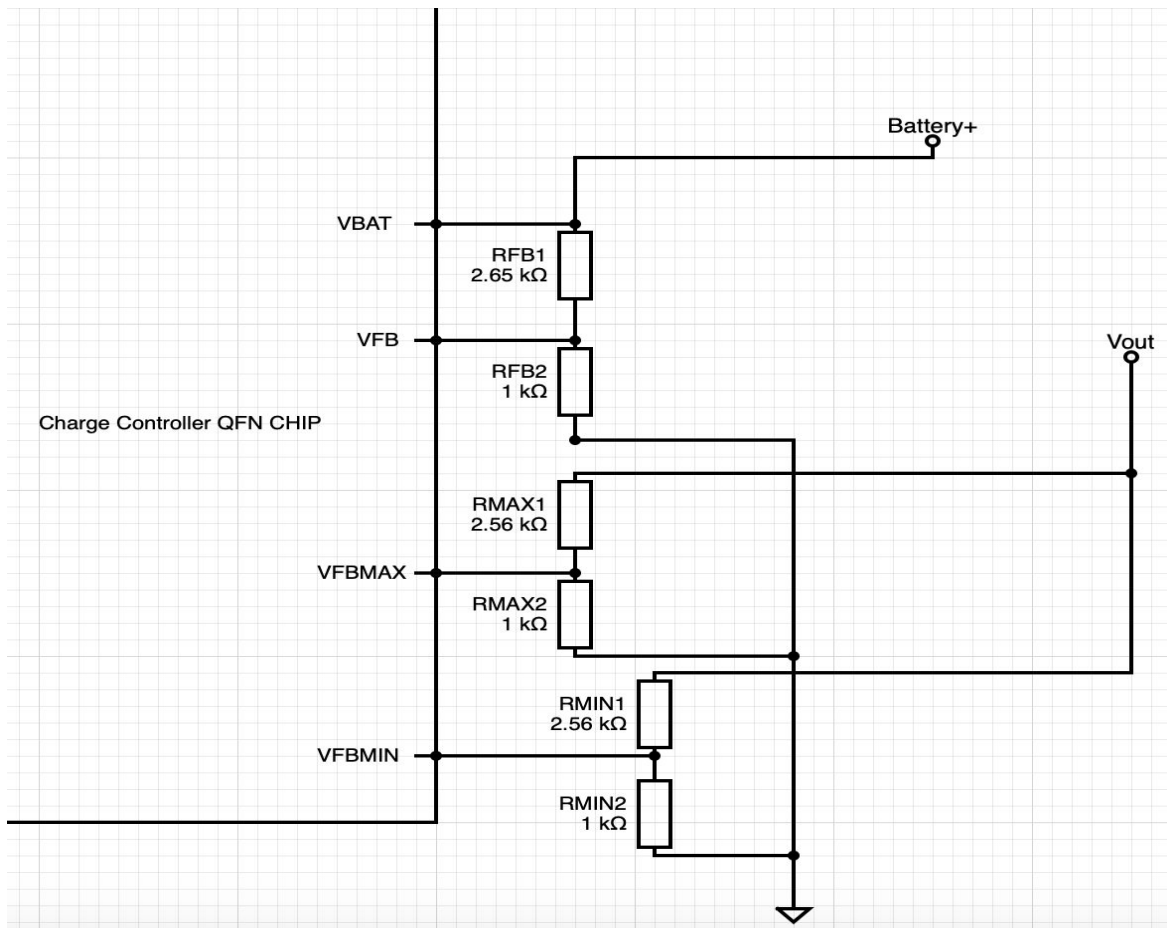 Battery+
VBAT
RFB1
2.65 kΩ
VFB
Vout
RFB2
1 kΩ
Charge Controller QFN CHIP
RMAX1
2.56 kΩ
VFBMAX
RMAX2
1 kΩ
RMIN1
2.56 kΩ
VFBMIN
RMIN2
1 kΩ